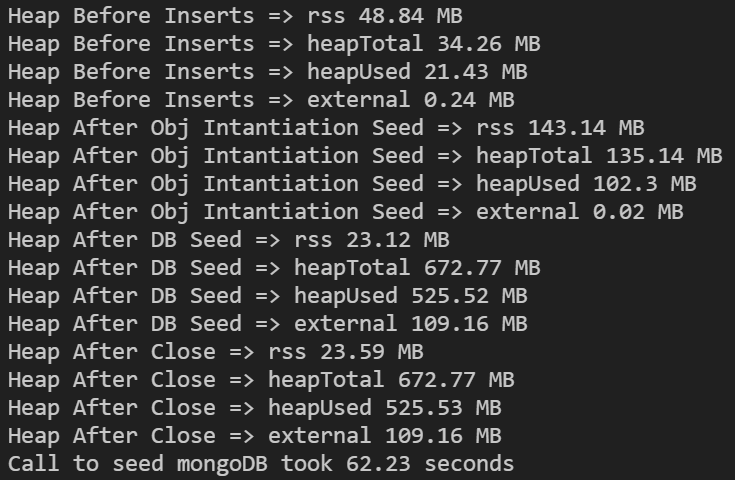 Heap Before Inserts => rss 48.84 MB
Heap Before Inserts => heapTotal 34.26 MB
Heap Before Inserts => heapUsed 21.43 MB
Heap Before Inserts => external 0.24 MB
Heap After Obj Intantiation Seed => rss 143.14 MB
Heap After Obj Intantiation Seed => heapTotal 135.14 MB
Heap After Obj Intantiation Seed => heapUsed 102.3 MB
Heap After Obj Intantiation Seed => external 0.02 MB
Heap After DB Seed => rss 23.12 MB
Heap After DB Seed => heapTotal 672.77 MB
Heap After DB Seed => heapUsed 525.52 MB
Heap After DB Seed => external 109.16 MB
Heap After Close => rss 23.59 MB
Heap After Close => heapTotal 672.77 MB
Heap After Close => heapUsed 525.53 MB
Heap After Close => external 109.16 MB
Call to seed mongoDB took 62.23 seconds